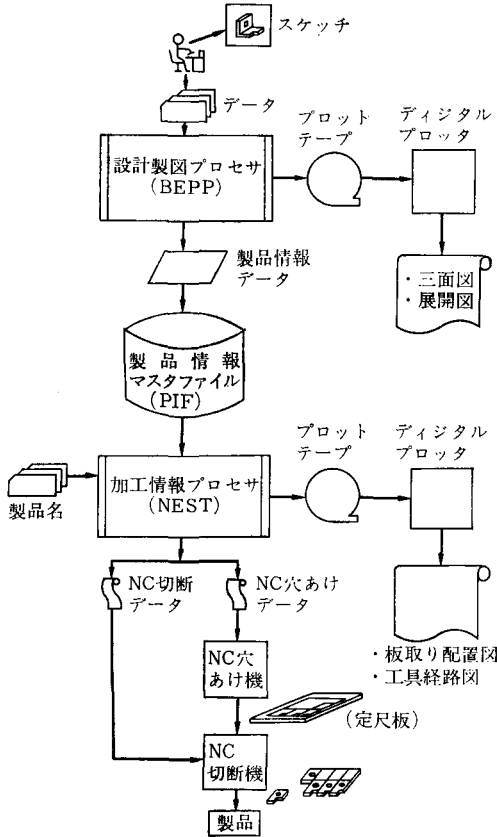 スケッチ
データ
プロット
テープ
ディジタル
プロッタ
設計製図プロセサ
(BEPP)
製品情報
データ
・三面図
・展開図
製品情報
マスタファイル
(PIF)
プロット
テープ
ディジタル
プロッタ
加工情報プロセサ
(NEST)
製品名
NC切断
データ
NC穴あけ
データ
・板取り配置図
・工具経路図
NC穴
あけ機
(定尺板)
NC
切断機
製品